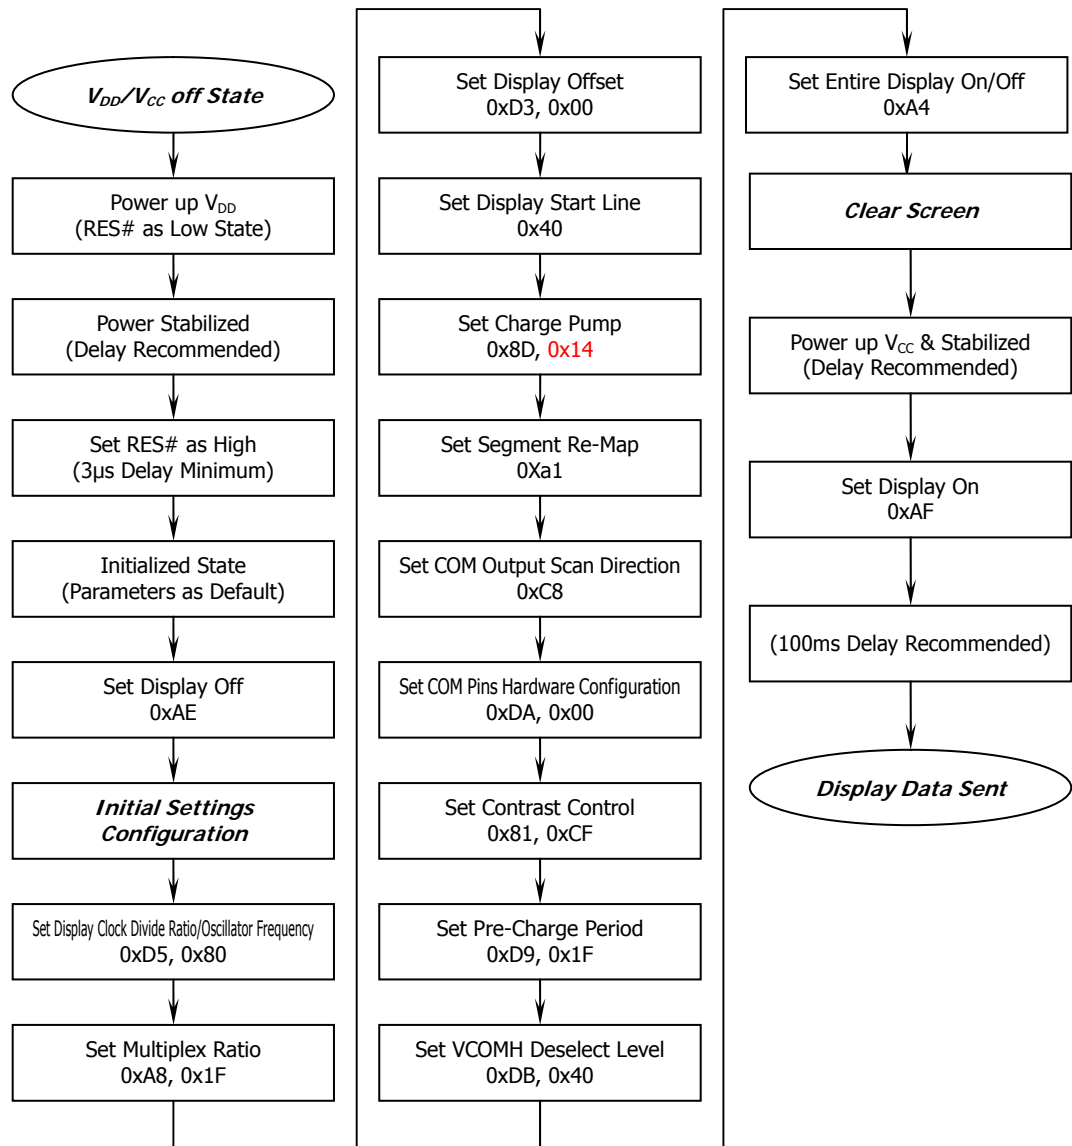 V_DD/V_CC off State
Power up V_DD
(RES# as Low State)
Power Stabilized
(Delay Recommended)
Set RES# as High
(3µs Delay Minimum)
Initialized State
(Parameters as Default)
Set Display Off
0xAE
Initial Settings
Configuration
Set Display Clock Divide Ratio/Oscillator Frequency
0xD5, 0x80
Set Multiplex Ratio
0xA8, 0x1F
Set Display Offset
0xD3, 0x00
Set Display Start Line
0x40
Set Charge Pump
0x8D, 0x14
Set Segment Re-Map
0Xa1
Set COM Output Scan Direction
0xC8
Set COM Pins Hardware Configuration
0xDA, 0x00
Set Contrast Control
0x81, 0xCF
Set Pre-Charge Period
0xD9, 0x1F
Set VCOMH Deselect Level
0xDB, 0x40
Set Entire Display On/Off
0xA4
Clear Screen
Power up V_CC & Stabilized
(Delay Recommended)
Set Display On
0xAF
(100ms Delay Recommended)
Display Data Sent